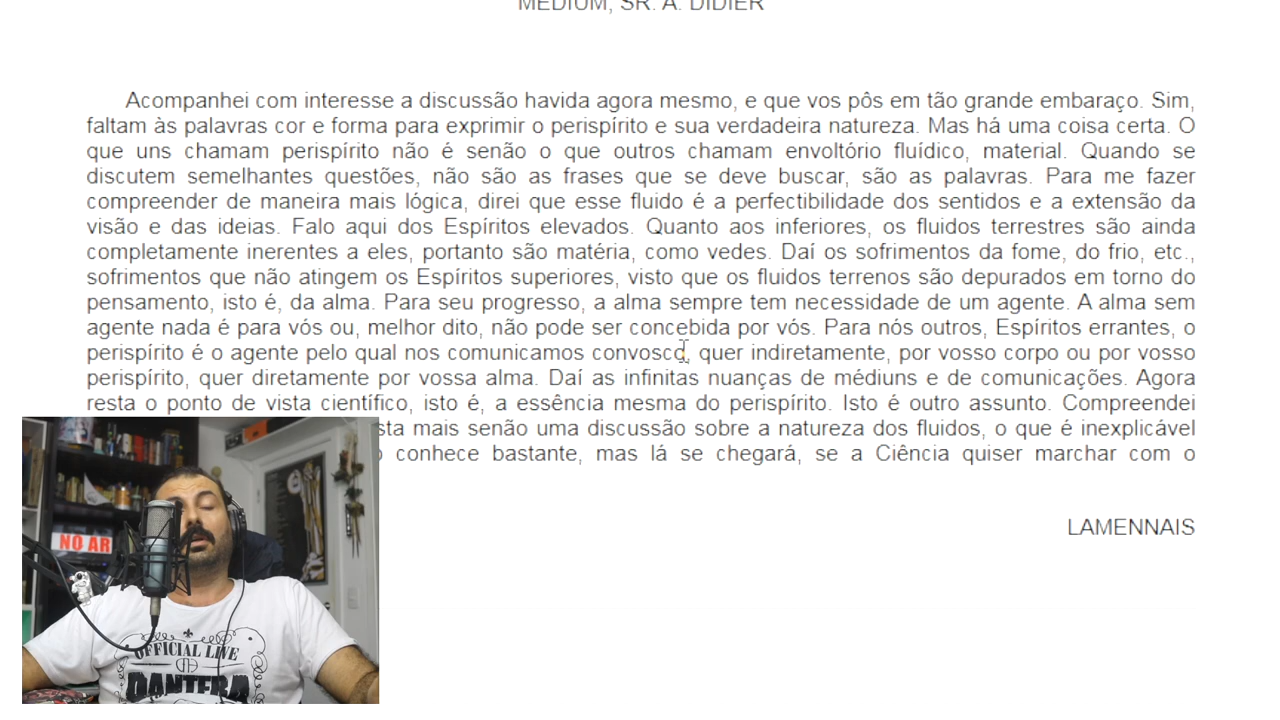 MÉDIUM, SR. A. DIDIER
Acompanhei com interesse a discussão havida agora mesmo, e que vos pôs em tão grande embaraço. Sim,
faltam às palavras cor e forma para exprimir o perispírito e sua verdadeira natureza. Mas há uma coisa certa. O
que uns chamam perispírito não é senão o que outros chamam envoltório fluídico, material. Quando se
discutem semelhantes questões, não são as frases que se deve buscar, são as palavras. Para me fazer
compreender de maneira mais lógica, direi que esse fluido é a perfectibilidade dos sentidos e a extensão da
visão e das ideias. Falo aqui dos Espíritos elevados. Quanto aos inferiores, os fluidos terrestres são ainda
completamente inerentes a eles, portanto são matéria, como vedes. Daí os sofrimentos da fome, do frio, etc.,
sofrimentos que não atingem os Espíritos superiores, visto que os fluidos terrenos são depurados em torno do
pensamento, isto é, da alma. Para seu progresso, a alma sempre tem necessidade de um agente. A alma sem
agente nada é para vós ou, melhor dito, não pode ser concebida por vós. Para nós outros, Espíritos errantes, o
perispírito é o agente pelo qual nos comunicamos convosco, quer indiretamente, por vosso corpo ou por vosso
perispírito, quer diretamente por vossa alma. Daí as infinitas nuanças de médiuns e de comunicações. Agora
resta o ponto de vista científico, isto é, a essência mesma do perispírito. Isto é outro assunto. Compreendei
sta mais senão uma discussão sobre a natureza dos fluidos, o que é inexplicável
o conhece bastante, mas lá se chegará, se a Ciência quiser marchar com o
LAMENNAIS
NO AR
OFFICIAL LIVE
PANTERA